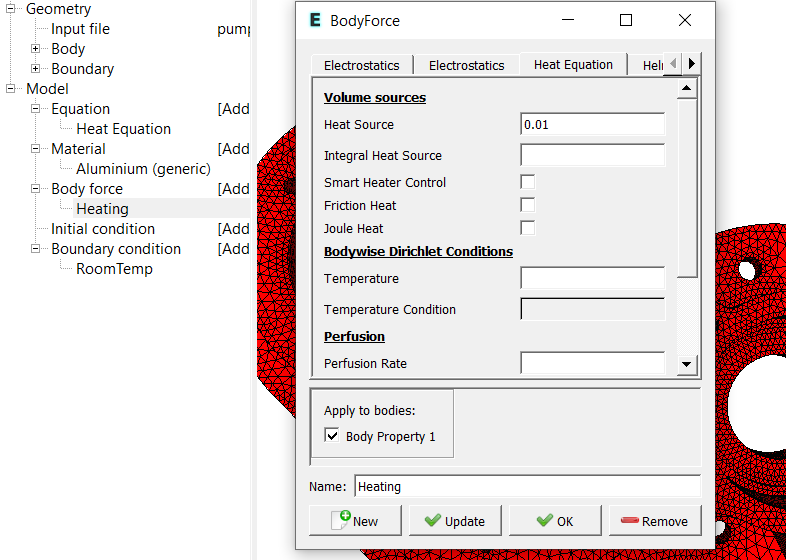 Geometry
Input file pump
Body
Boundary
Model
Equation [Add
Heat Equation
Material [Add
Aluminium (generic)
Body force [Add
Heating
Initial condition [Add
Boundary condition [Add
RoomTemp
E BodyForce
Electrostatics Electrostatics Heat Equation Heln
Volume sources
Heat Source 0.01
Integral Heat Source
Smart Heater Control
Friction Heat
Joule Heat
Bodywise Dirichlet Conditions
Temperature
Temperature Condition
Perfusion
Perfusion Rate
Apply to bodies:
Body Property 1
Name: Heating
New Update OK Remove